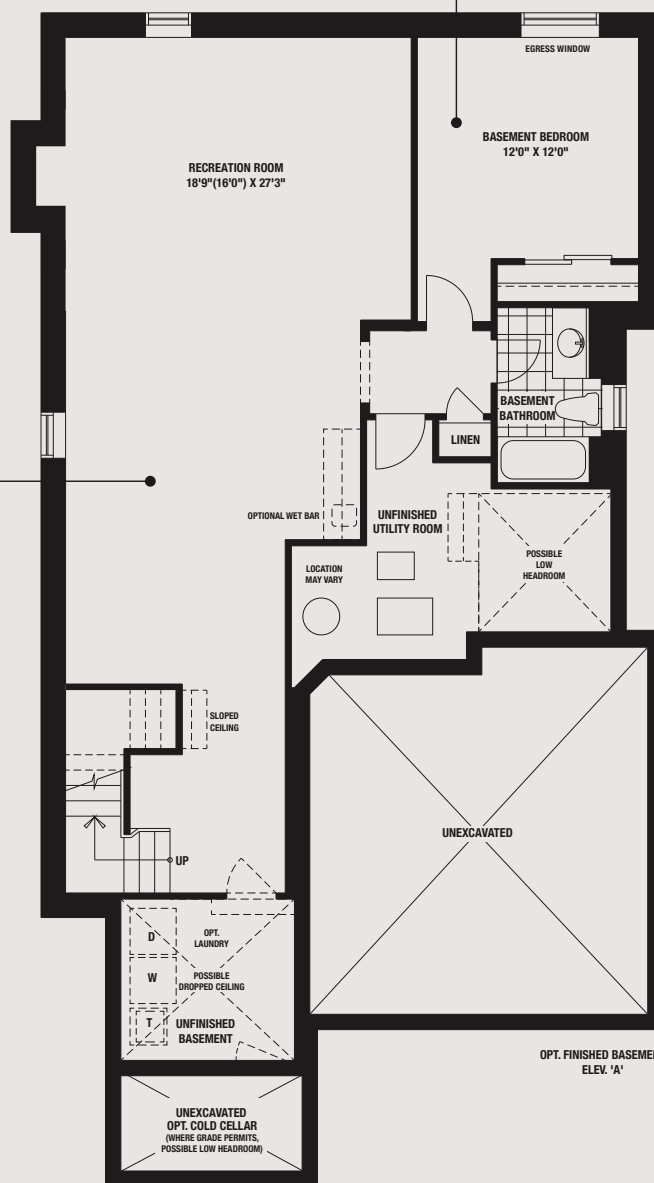 EGRESS WINDOW
BASEMENT BEDROOM
12'0" X 12'0"
RECREATION ROOM
18'9"(16'0") X 27'3"
BASEMENT
BATHROOM
LINEN
OPTIONAL WET BAR
UNFINISHED
UTILITY ROOM
POSSIBLE
LOW
HEADROOM
LOCATION
MAY VARY
SLOPED
CEILING
UNEXCAVATED
UP
D
OPT.
LAUNDRY
W
POSSIBLE
DROPPED CEILING
T
UNFINISHED
BASEMENT
OPT. FINISHED
ELEV. 'A'
UNEXCAVATED
OPT. COLD CELLAR
(WHERE GRADE PERMITS,
POSSIBLE LOW HEADROOM)